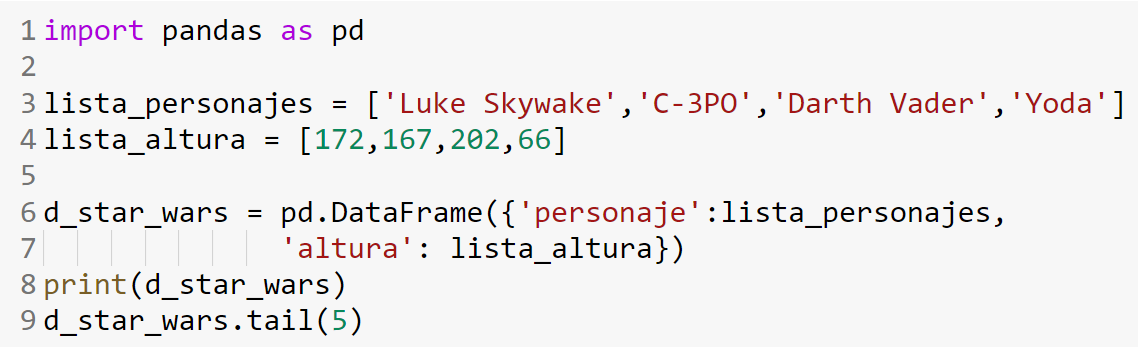 1 import pandas as pd
2
3 lista_personajes = ['Luke Skywake','C-3PO','Darth Vader','Yoda']
4 lista_altura = [172,167,202,66]
5
6 d_star_wars = pd.DataFrame({'personaje':lista_personajes,
7               'altura': lista_altura})
8 print(d_star_wars)
9 d_star_wars.tail(5)